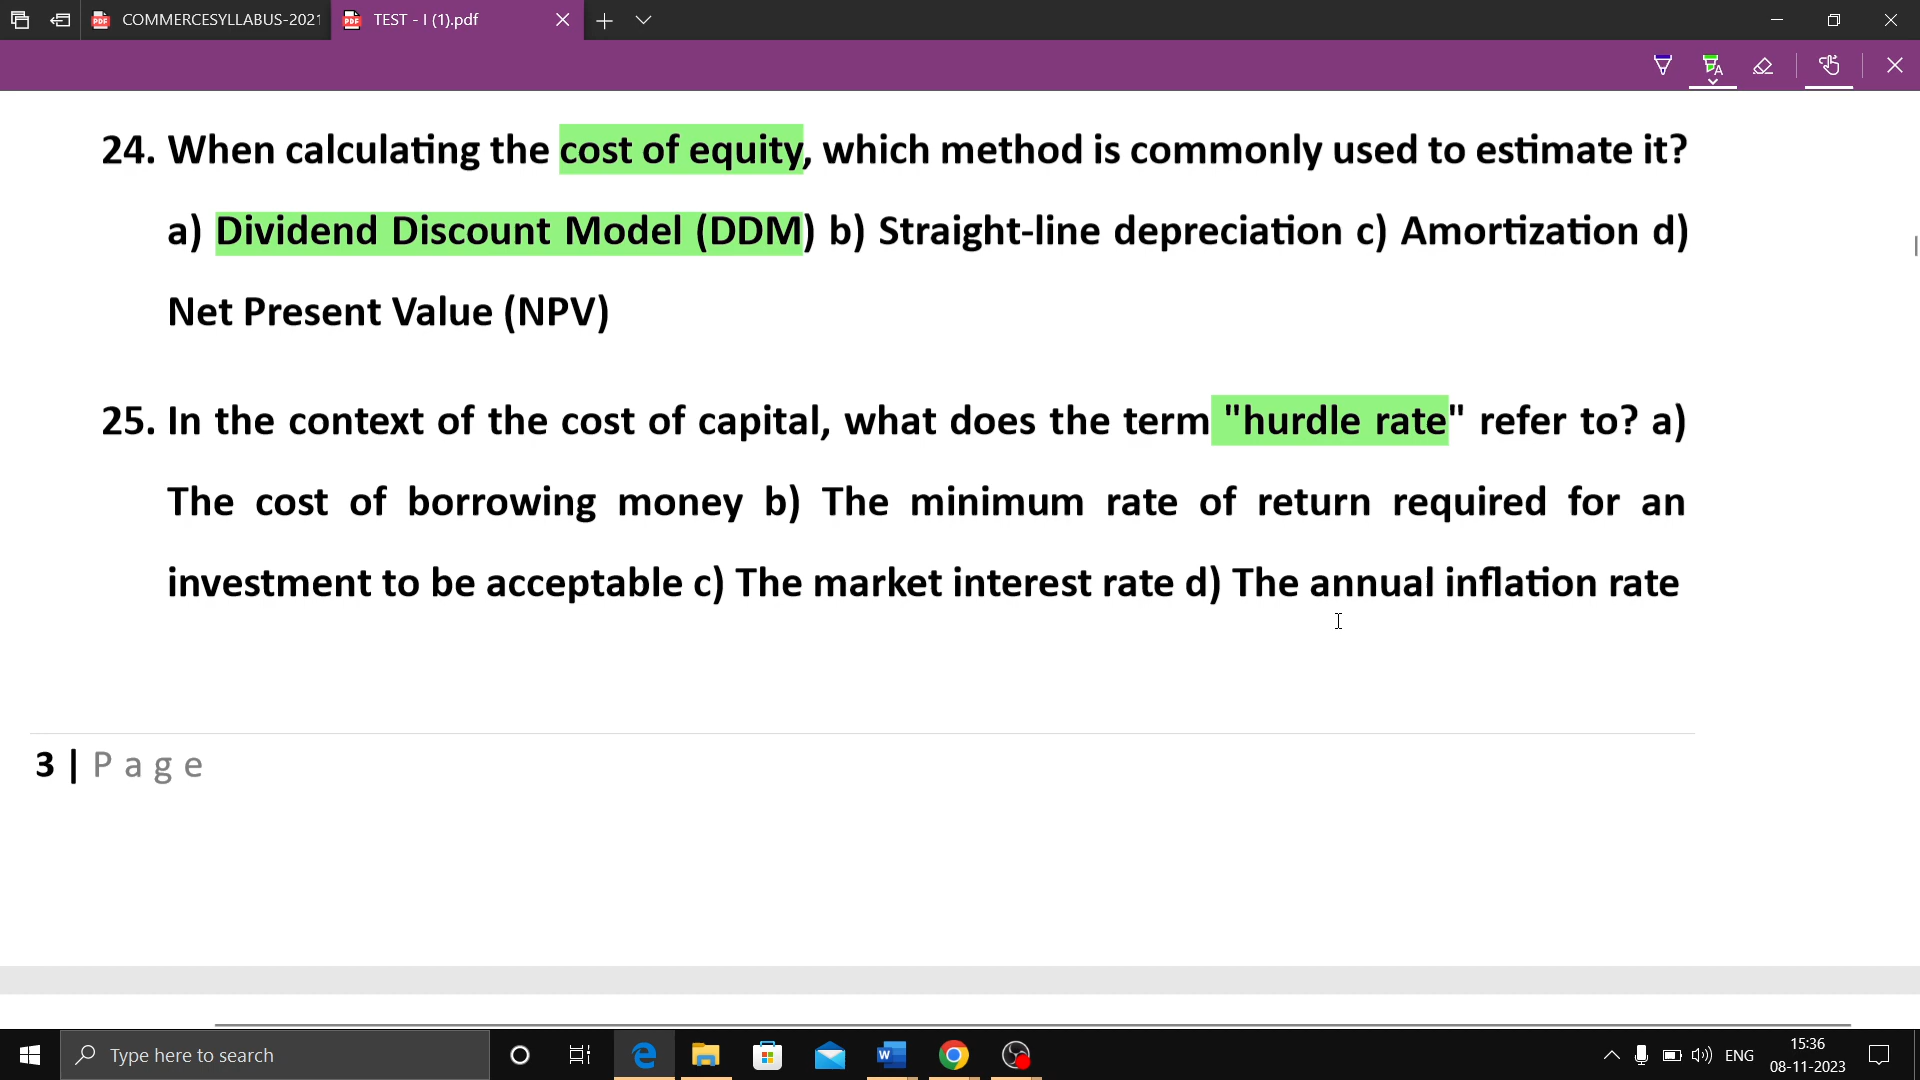 COMMERCESYLLABUS-2021
TEST - I (1).pdf
24. When calculating the cost of equity, which method is commonly used to estimate it?
a) Dividend Discount Model (DDM) b) Straight-line depreciation c) Amortization d)
Net Present Value (NPV)
25. In the context of the cost of capital, what does the term "hurdle rate" refer to? a)
The cost of borrowing money b) The minimum rate of return required for an
investment to be acceptable c) The market interest rate d) The annual inflation rate
3 | Page
Type here to search
ENG
15:36
08-11-2023